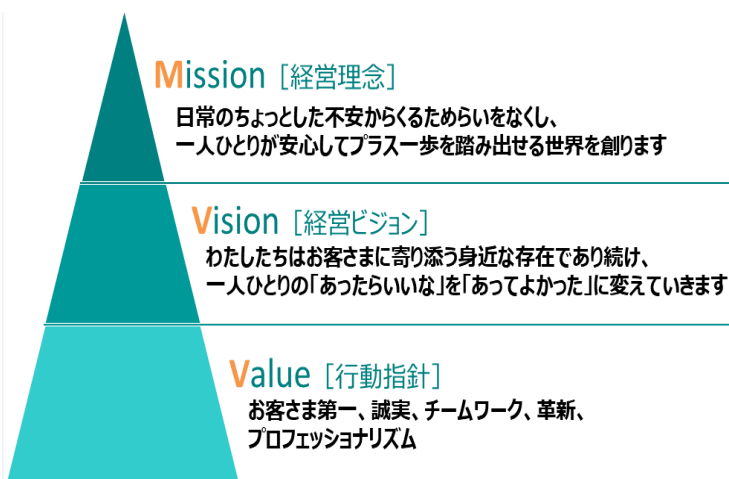 Mission［経営理念］
日常のちょっとした不安からくるためらいをなくし、
一人ひとりが安心してプラス一歩を踏み出せる世界を創ります
Vision［経営ビジョン］
わたしたちはお客さまに寄り添う身近な存在であり続け、
一人ひとりの「あったらいいな」を「あってよかった」に変えていきます
Value［行動指針］
お客さま第一、誠実、チームワーク、革新、
プロフェッショナリズム